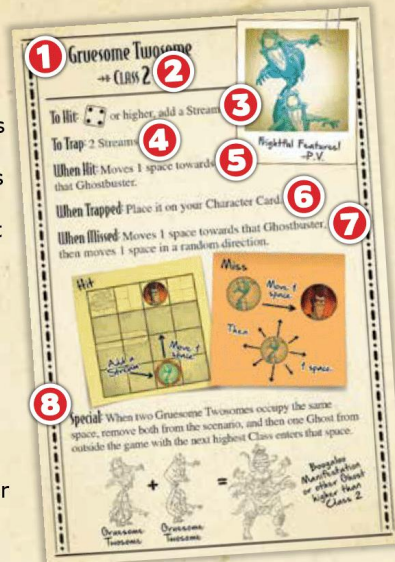 1 Gruesome Twosome
Class 2 2
To Hit: or higher, add a Stream 3
To Trap: 2 Streams 4
When Hit: Moves 1 space towards 5
that Ghostbuster.
When Trapped: Place it on your Character Card. 6
When Missed: Moves 1 space towards that Ghostbuster, 7
then moves 1 space in a random direction.
Frightful Features!
-P.V.
Hit
Add a
Stream
Move 1
space
Miss
Move 1
space
Then
1 space
8
Special: When two Gruesome Twosomes occupy the same
space, remove both from the scenario, and then one Ghost from
outside the game with the next highest Class enters that space.
+
=
Gruesome
Twosome
Gruesome
Twosome
Boogaloo
Manifestation
or other Ghost
higher than
Class 2